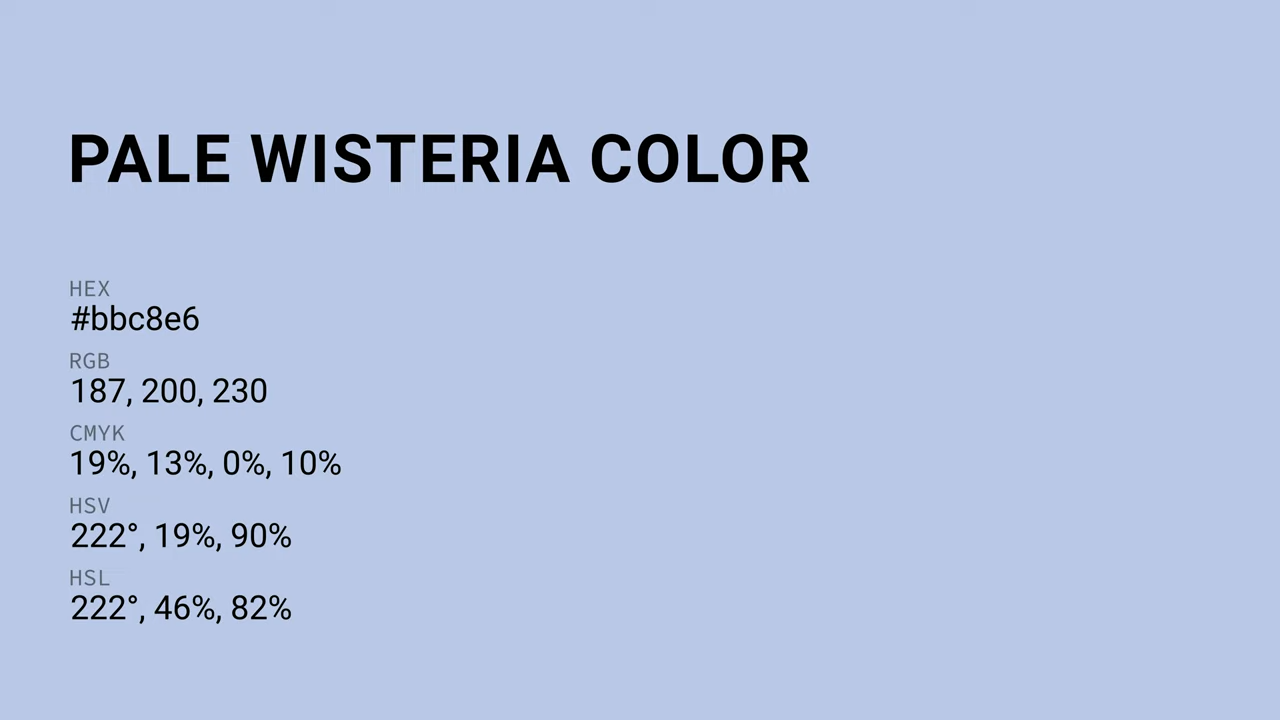 PALE WISTERIA COLOR
HEX
#bbc8e6
RGB
187, 200, 230
CMYK
19%, 13%, 0%, 10%
HSV
222°, 19%, 90%
HSL
222°, 46%, 82%